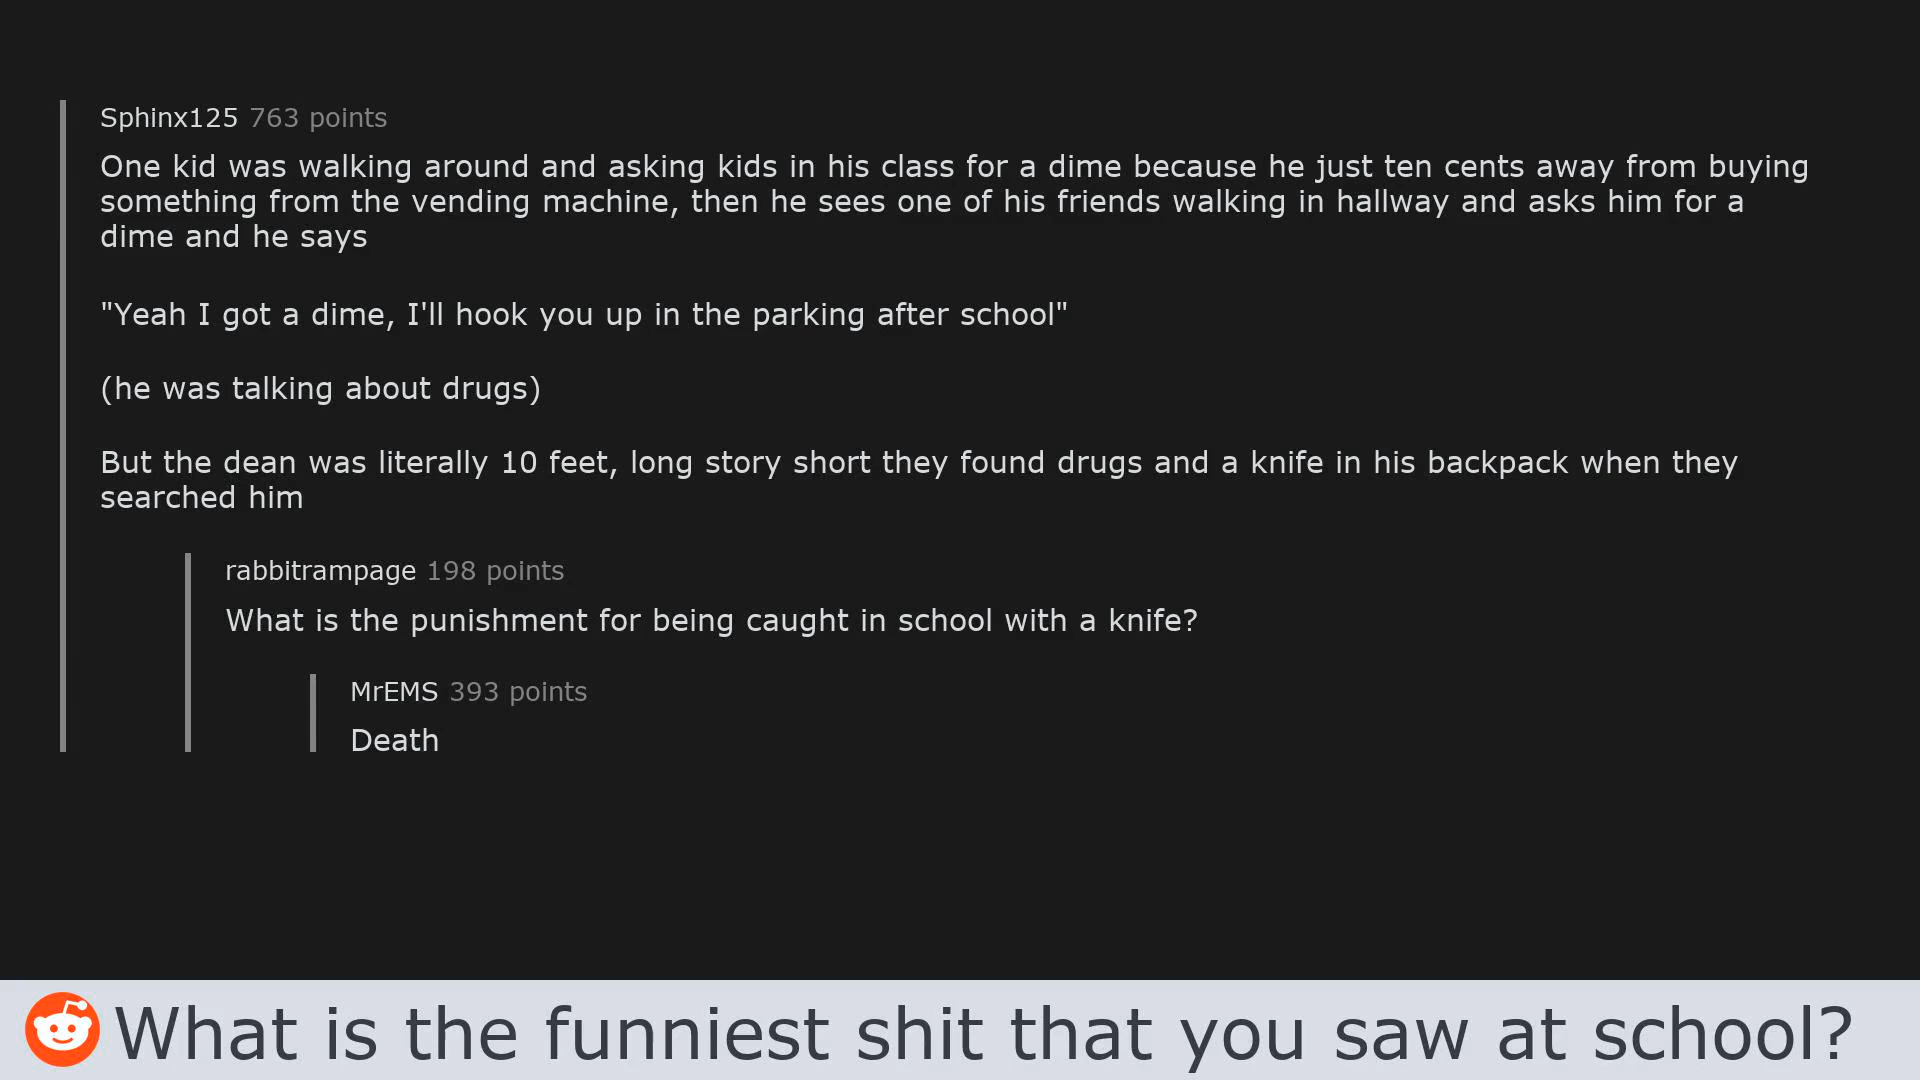 Sphinx125 763 points
One kid was walking around and asking kids in his class for a dime because he just ten cents away from buying
something from the vending machine, then he sees one of his friends walking in hallway and asks him for a
dime and he says
"Yeah I got a dime, I'll hook you up in the parking after school"
(he was talking about drugs)
But the dean was literally 10 feet, long story short they found drugs and a knife in his backpack when they
searched him
rabbitrampage 198 points
What is the punishment for being caught in school with a knife?
MrEMS 393 points
Death
What is the funniest shit that you saw at school?